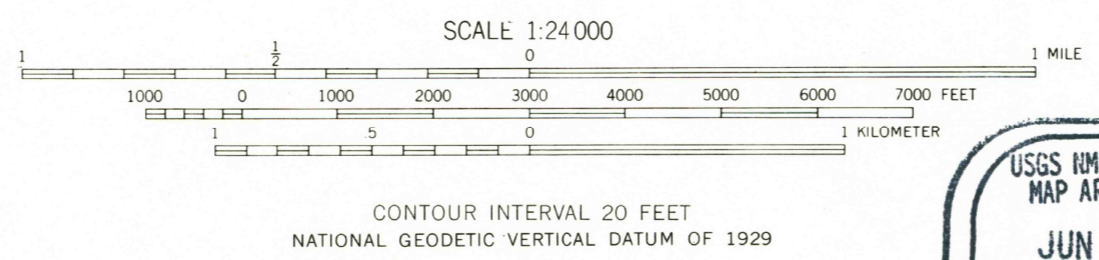 SCALE 1:24 000
1 1/2 0 1 MILE
1000 0 1000 2000 3000 4000 5000 6000 7000 FEET
1 .5 0 1 KILOMETER
CONTOUR INTERVAL 20 FEET
NATIONAL GEODETIC VERTICAL DATUM OF 1929
USGS NM
MAP AR
JUN